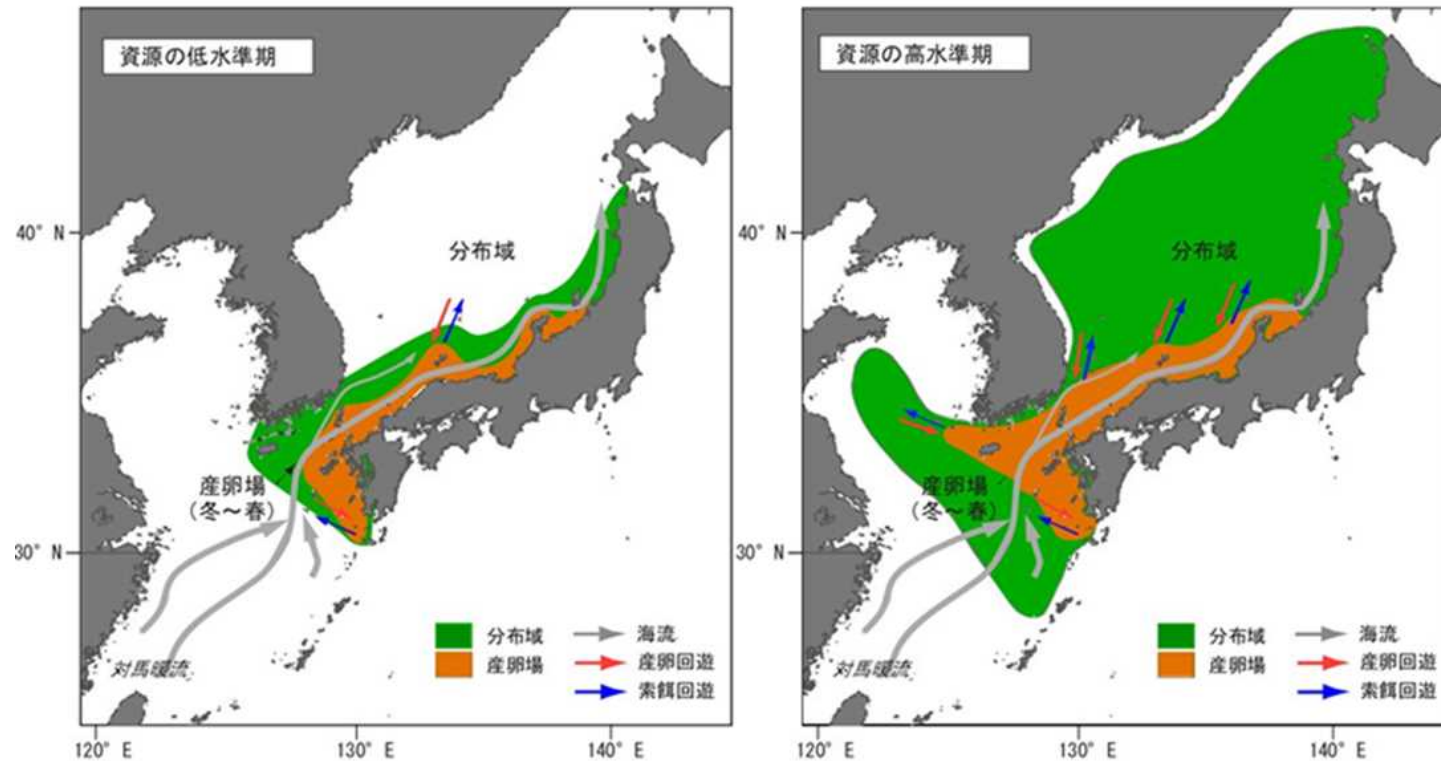 資源の低水準期
40° N
分布域
産卵場
（冬～春）
30° N
対馬暖流
分布域
産卵場
海流
産卵回遊
索餌回遊
120° E
130° E
140° E
資源の高水準期
40° N
分布域
産卵場
（冬～春）
30° N
対馬暖流
分布域
産卵場
海流
産卵回遊
索餌回遊
120° E
130° E
140° E